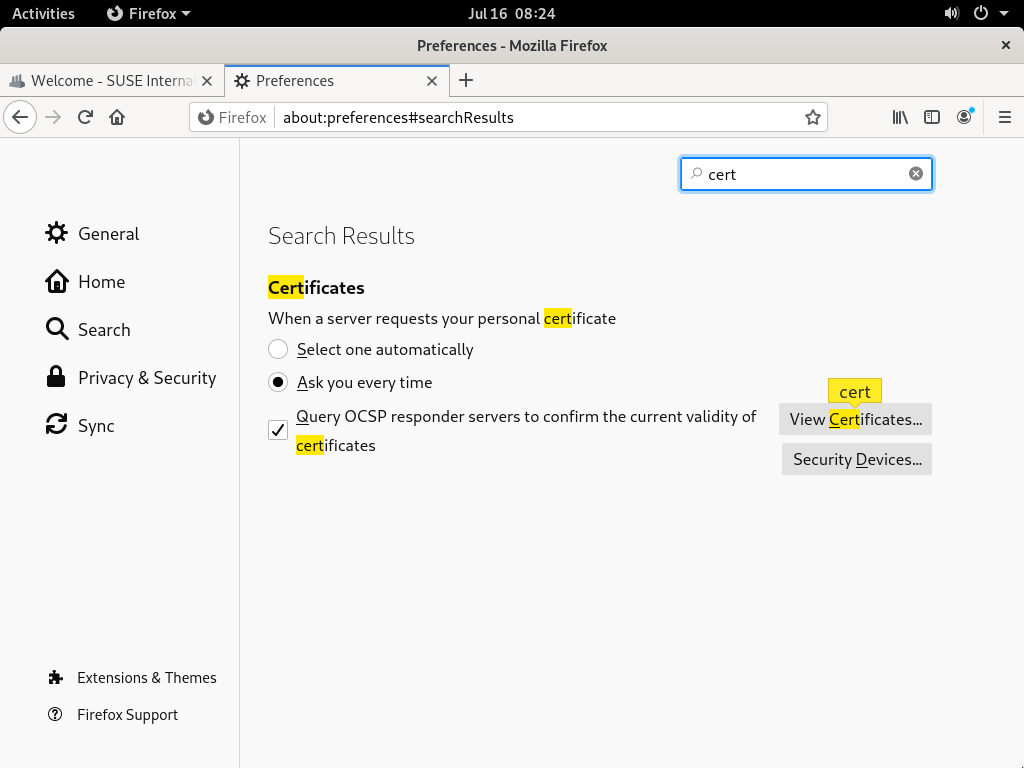 Activities Firefox Jul 16 08:24
Preferences - Mozilla Firefox
Welcome - SUSE Interna Preferences
Firefox about:preferences#searchResults
cert
General
Home
Search
Privacy & Security
Sync
Extensions & Themes
Firefox Support
Search Results
Certificates
When a server requests your personal certificate
Select one automatically
Ask you every time
Query OCSP responder servers to confirm the current validity of
certificates
cert
View Certificates...
Security Devices...